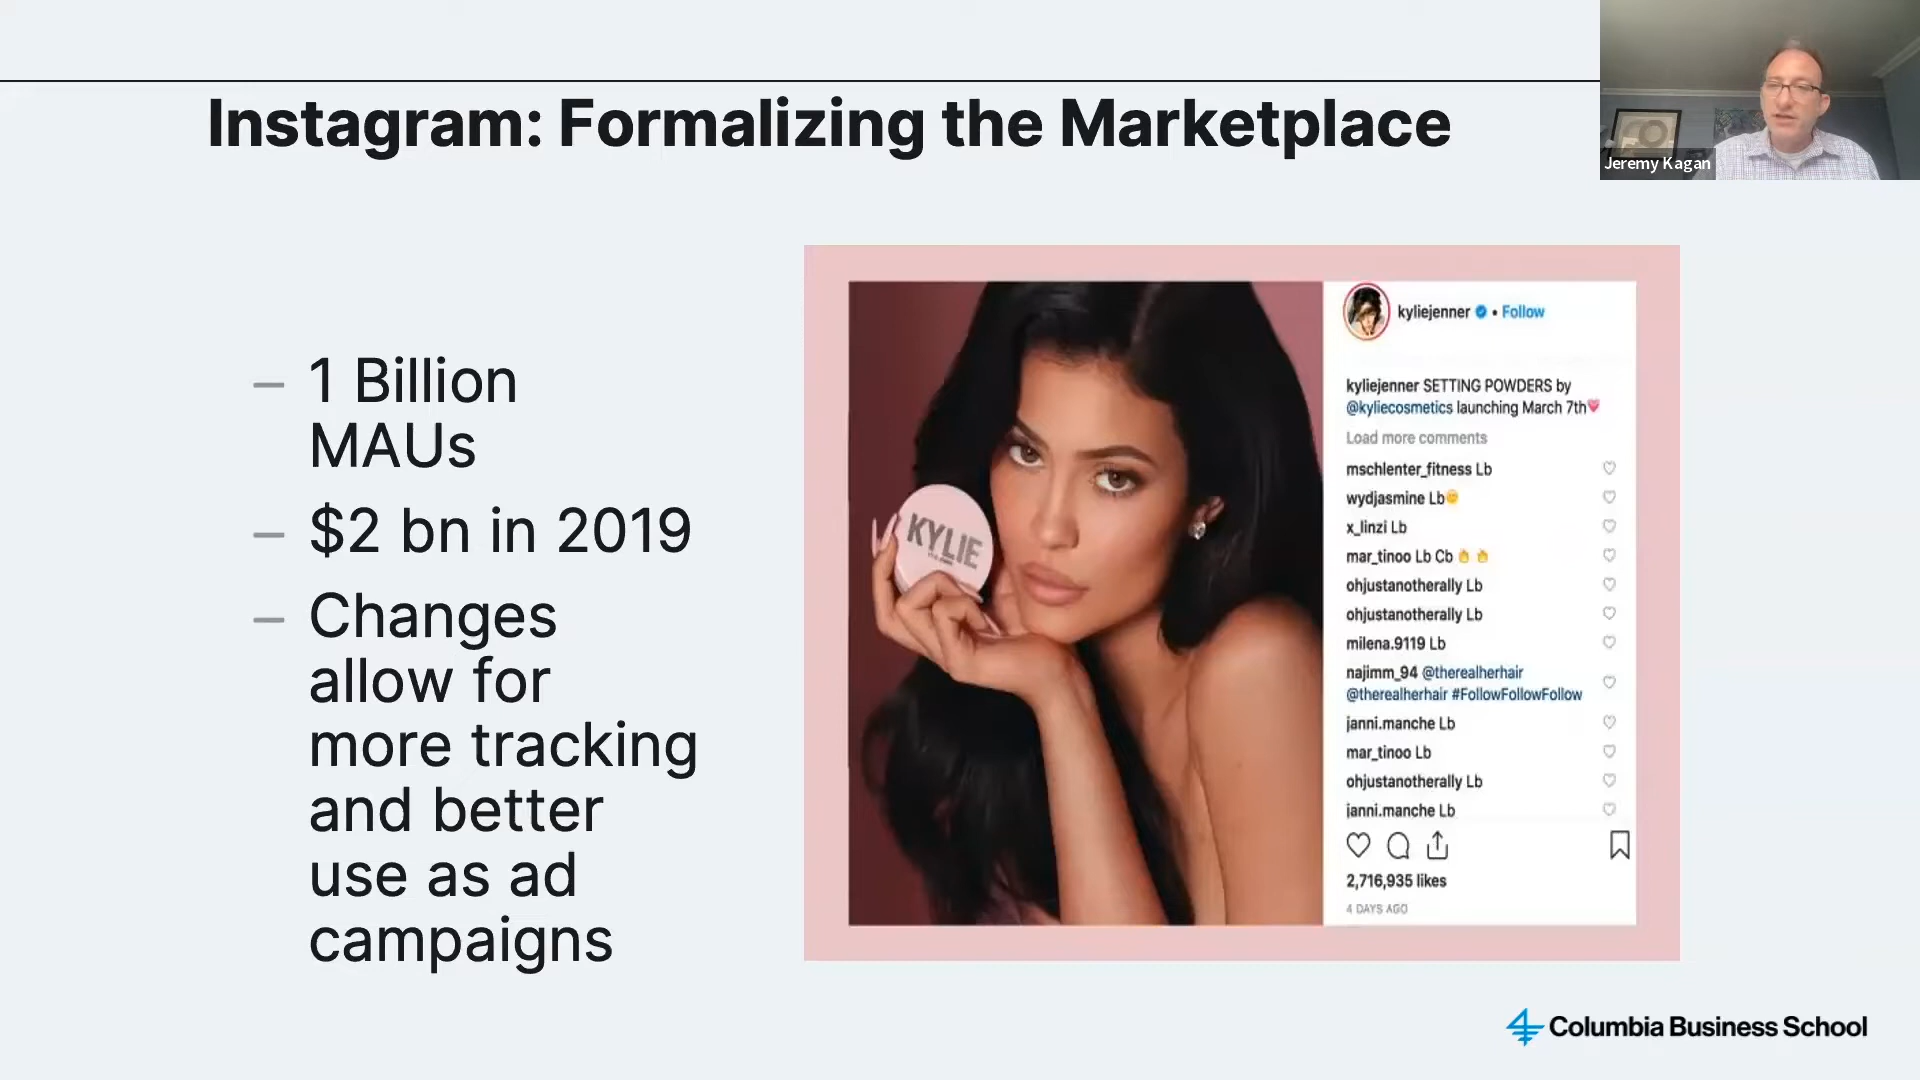 Instagram: Formalizing the Marketplace
Jeremy Kagan
– 1 Billion
MAUs
– $2 bn in 2019
– Changes
allow for
more tracking
and better
use as ad
campaigns
KYLIE
kyliejenner • Follow
kyliejenner SETTING POWDERS by
@kyliecosmetics launching March 7th💗
Load more comments
mschlenter_fitness Lb
wydjasmine Lb🌞
x_linzi Lb
mar_tinoo Lb Cb 👏 👏
ohjustanotherally Lb
ohjustanotherally Lb
milena.9119 Lb
najimm_94 @therealherhair
@therealherhair #FollowFollowFollow
janni.manche Lb
mar_tinoo Lb
ohjustanotherally Lb
janni.manche Lb
2,716,935 likes
4 DAYS AGO
Columbia Business School